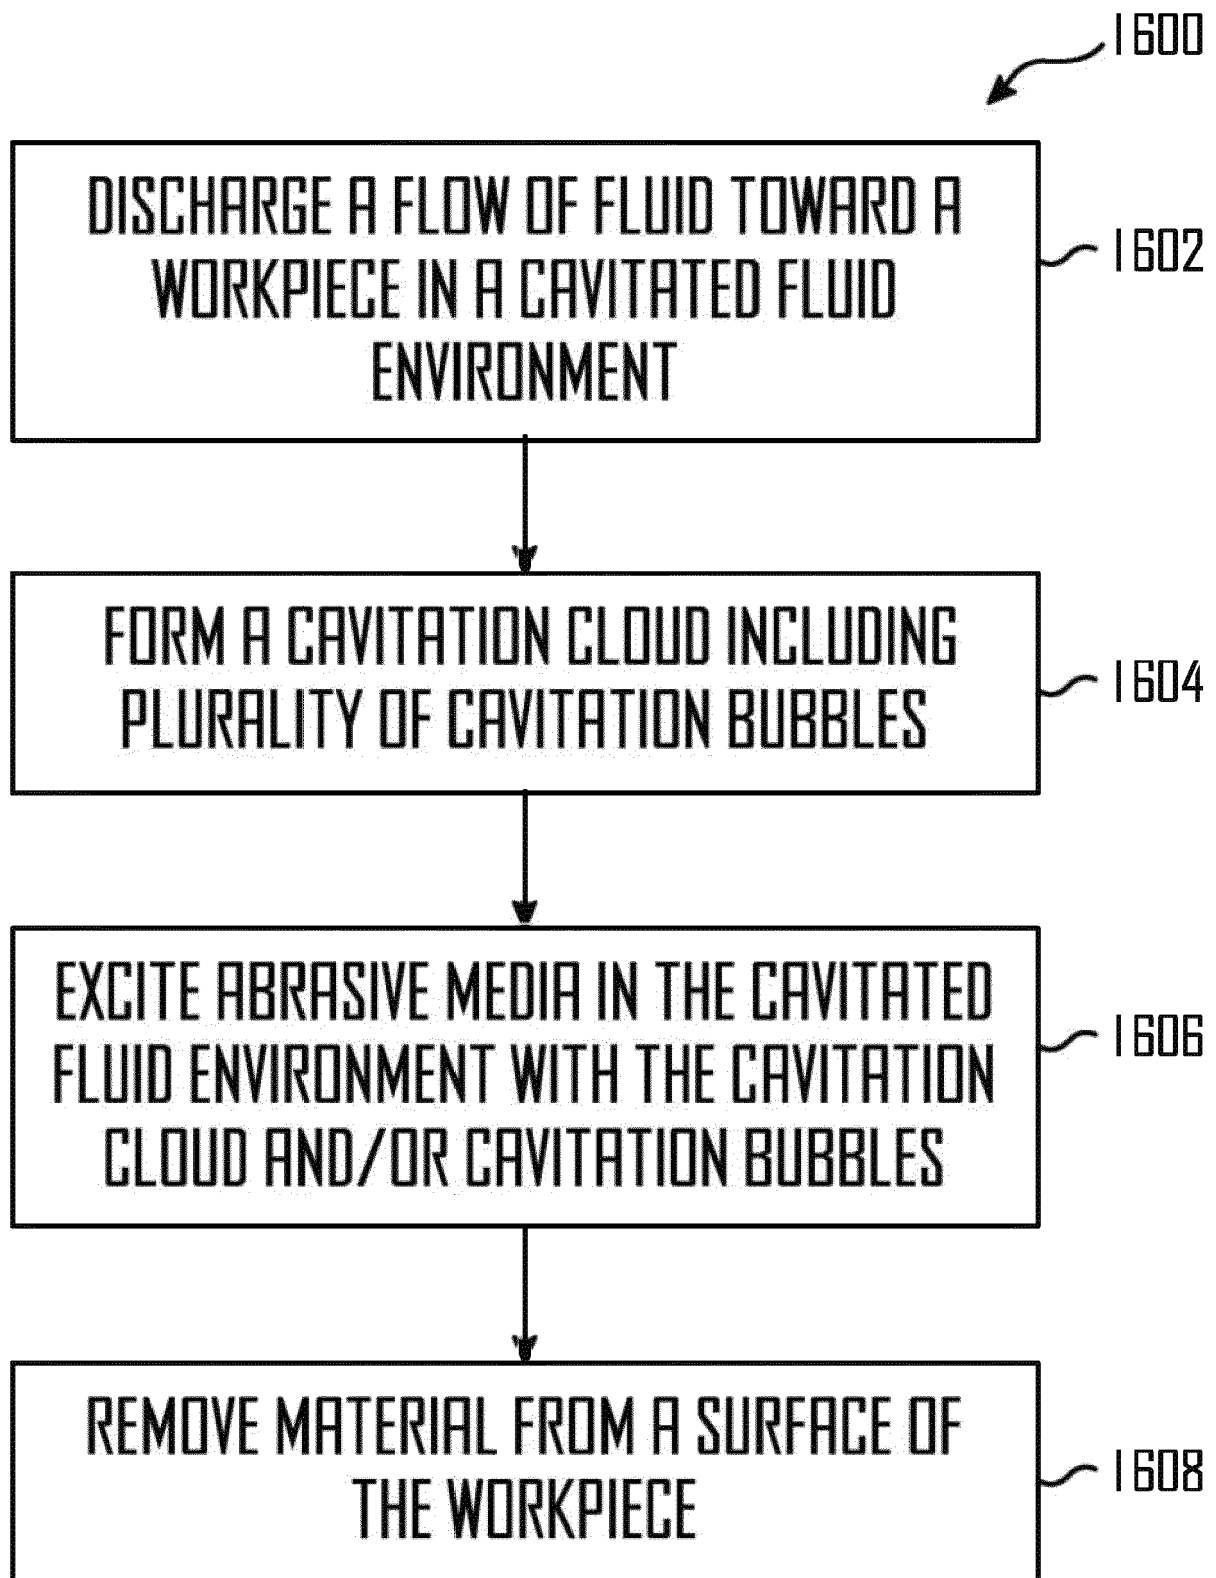 1600
DISCHARGE A FLOW OF FLUID TOWARD A
WORKPIECE IN A CAVITATED FLUID
ENVIRONMENT
1602
FORM A CAVITATION CLOUD INCLUDING
PLURALITY OF CAVITATION BUBBLES
1604
EXCITE ABRASIVE MEDIA IN THE CAVITATED
FLUID ENVIRONMENT WITH THE CAVITATION
CLOUD AND/OR CAVITATION BUBBLES
1606
REMOVE MATERIAL FROM A SURFACE OF
THE WORKPIECE
1608